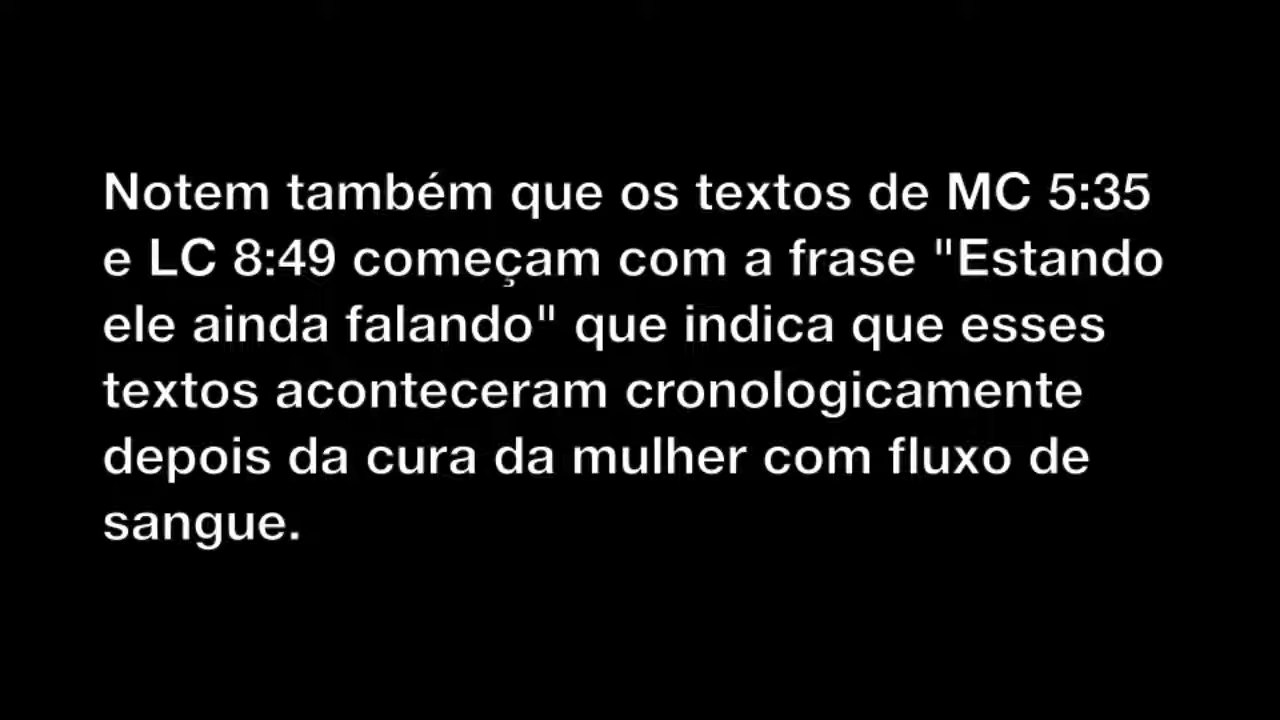 Notem também que os textos de MC 5:35
e LC 8:49 começam com a frase "Estando
ele ainda falando" que indica que esses
textos aconteceram cronologicamente
depois da cura da mulher com fluxo de
sangue.